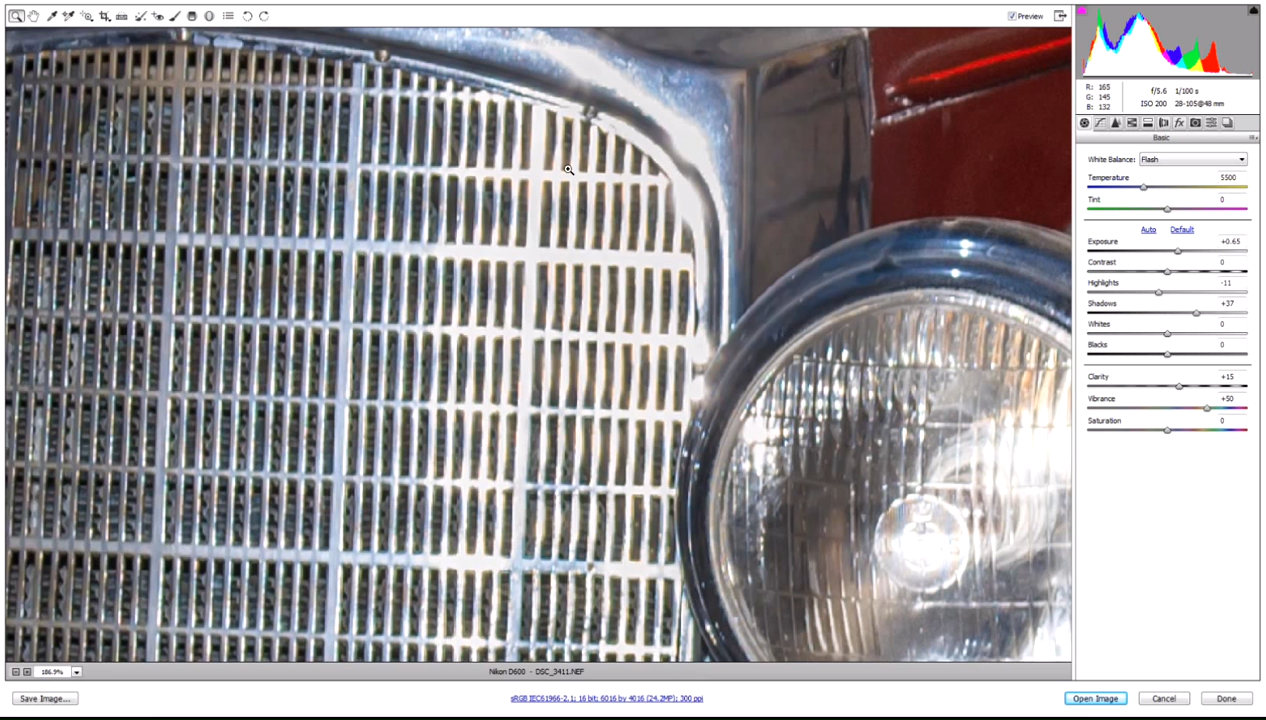 Preview
R: 165
G: 145
B: 132
f/5.6 1/100 s
ISO 200 28-105@48 mm
fx
Basic
White Balance: Flash
Temperature 5500
Tint 0
Auto Default
Exposure +0.65
Contrast 0
Highlights -11
Shadows +37
Whites 0
Blacks 0
Clarity +15
Vibrance +50
Saturation 0
186.9%
Nikon D600 - DSC_3411.NEF
Save Image...
sRGB IEC61966-2.1; 16 bit; 6016 by 4016 (24.2MP); 300 ppi
Open Image
Cancel
Done